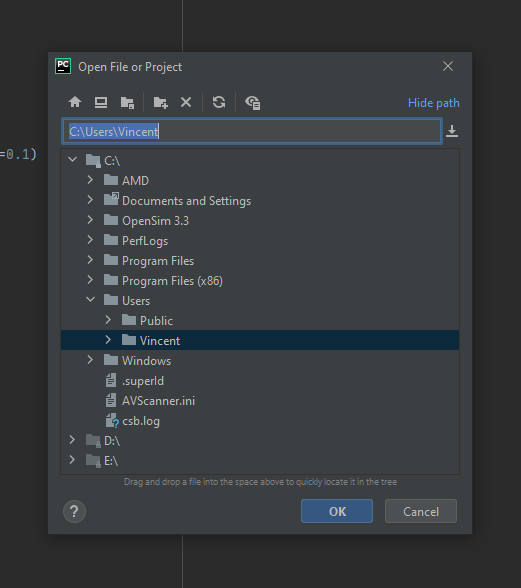 PC
Open File or Project
Hide path
C:\Users\Vincent
=0.1)
C:\
AMD
Documents and Settings
OpenSim 3.3
PerfLogs
Program Files
Program Files (x86)
Users
Public
Vincent
Windows
.superId
AVScanner.ini
csb.log
D:\
E:\
Drag and drop a file into the space above to quickly locate it in the tree
?
OK
Cancel